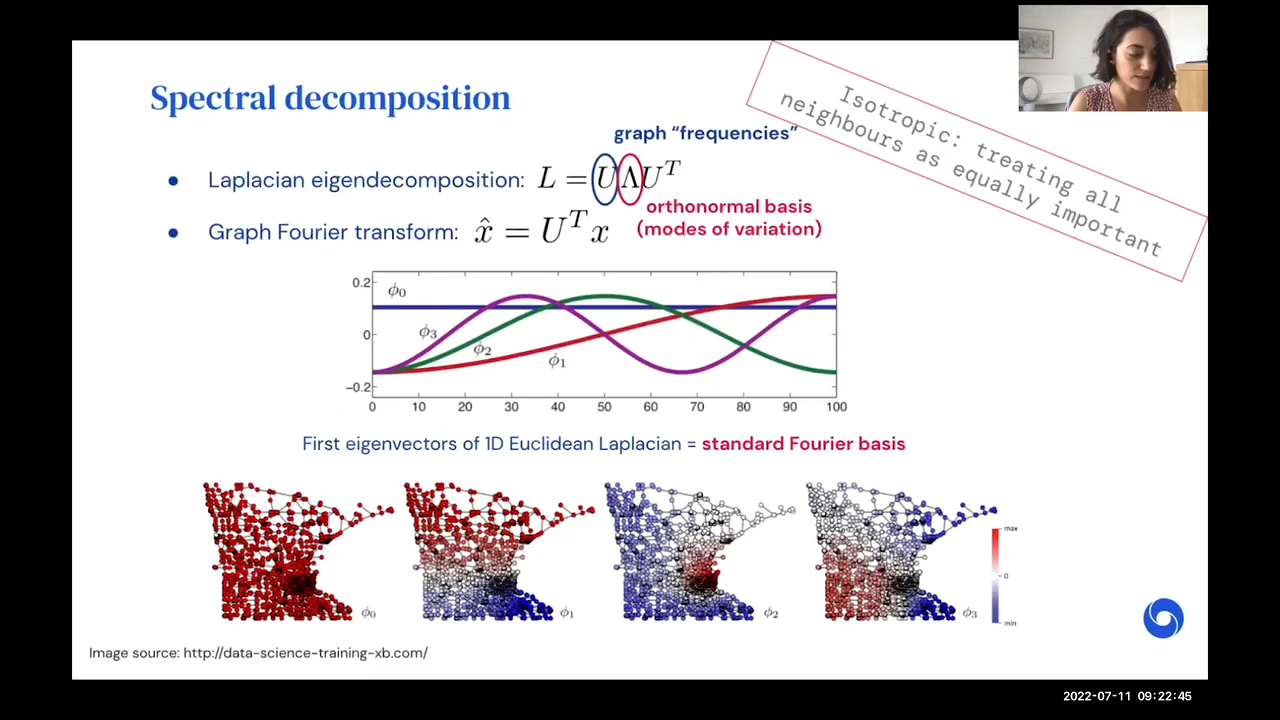 Spectral decomposition
Isotropic: treating all
neighbours as equally important
graph “frequencies”
● Laplacian eigendecomposition: L = UΛU^T
orthonormal basis
(modes of variation)
● Graph Fourier transform: x̂ = U^T x
0.2
0
−0.2
ϕ0
ϕ3
ϕ2
ϕ1
0 10 20 30 40 50 60 70 80 90 100
First eigenvectors of 1D Euclidean Laplacian = standard Fourier basis
ϕ0 ϕ1 ϕ2 ϕ3
max
0
min
Image source: http://data-science-training-xb.com/
2022-07-11 09:22:45